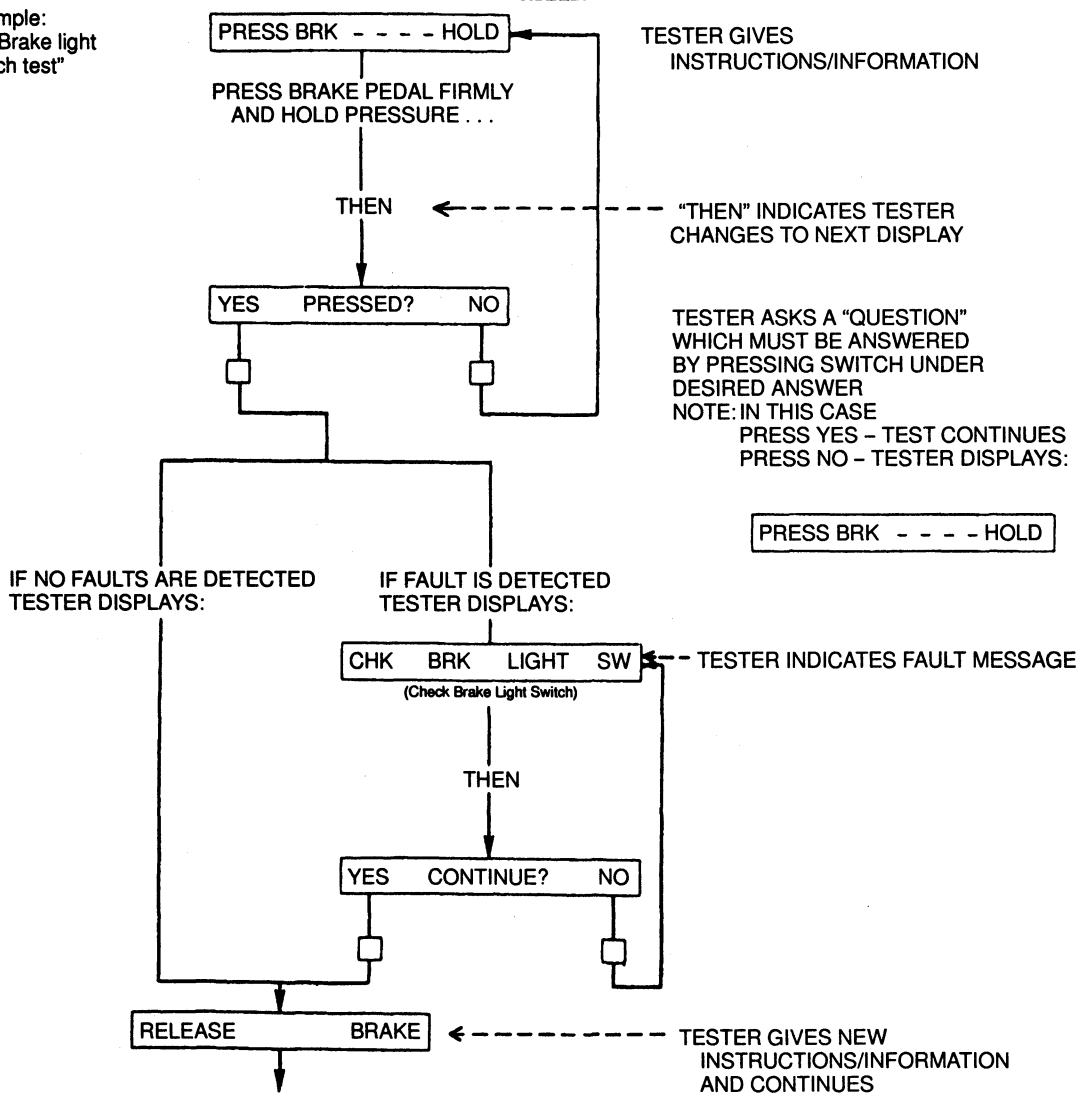 mple:
Brake light
ch test”
PRESS BRK - - - - HOLD
TESTER GIVES
INSTRUCTIONS/INFORMATION
PRESS BRAKE PEDAL FIRMLY
AND HOLD PRESSURE . . .
THEN
“THEN” INDICATES TESTER
CHANGES TO NEXT DISPLAY
YES PRESSED? NO
TESTER ASKS A “QUESTION”
WHICH MUST BE ANSWERED
BY PRESSING SWITCH UNDER
DESIRED ANSWER
NOTE: IN THIS CASE
PRESS YES – TEST CONTINUES
PRESS NO – TESTER DISPLAYS:
PRESS BRK - - - - HOLD
IF NO FAULTS ARE DETECTED
TESTER DISPLAYS:
IF FAULT IS DETECTED
TESTER DISPLAYS:
CHK BRK LIGHT SW
TESTER INDICATES FAULT MESSAGE
(Check Brake Light Switch)
THEN
YES CONTINUE? NO
RELEASE BRAKE
TESTER GIVES NEW
INSTRUCTIONS/INFORMATION
AND CONTINUES